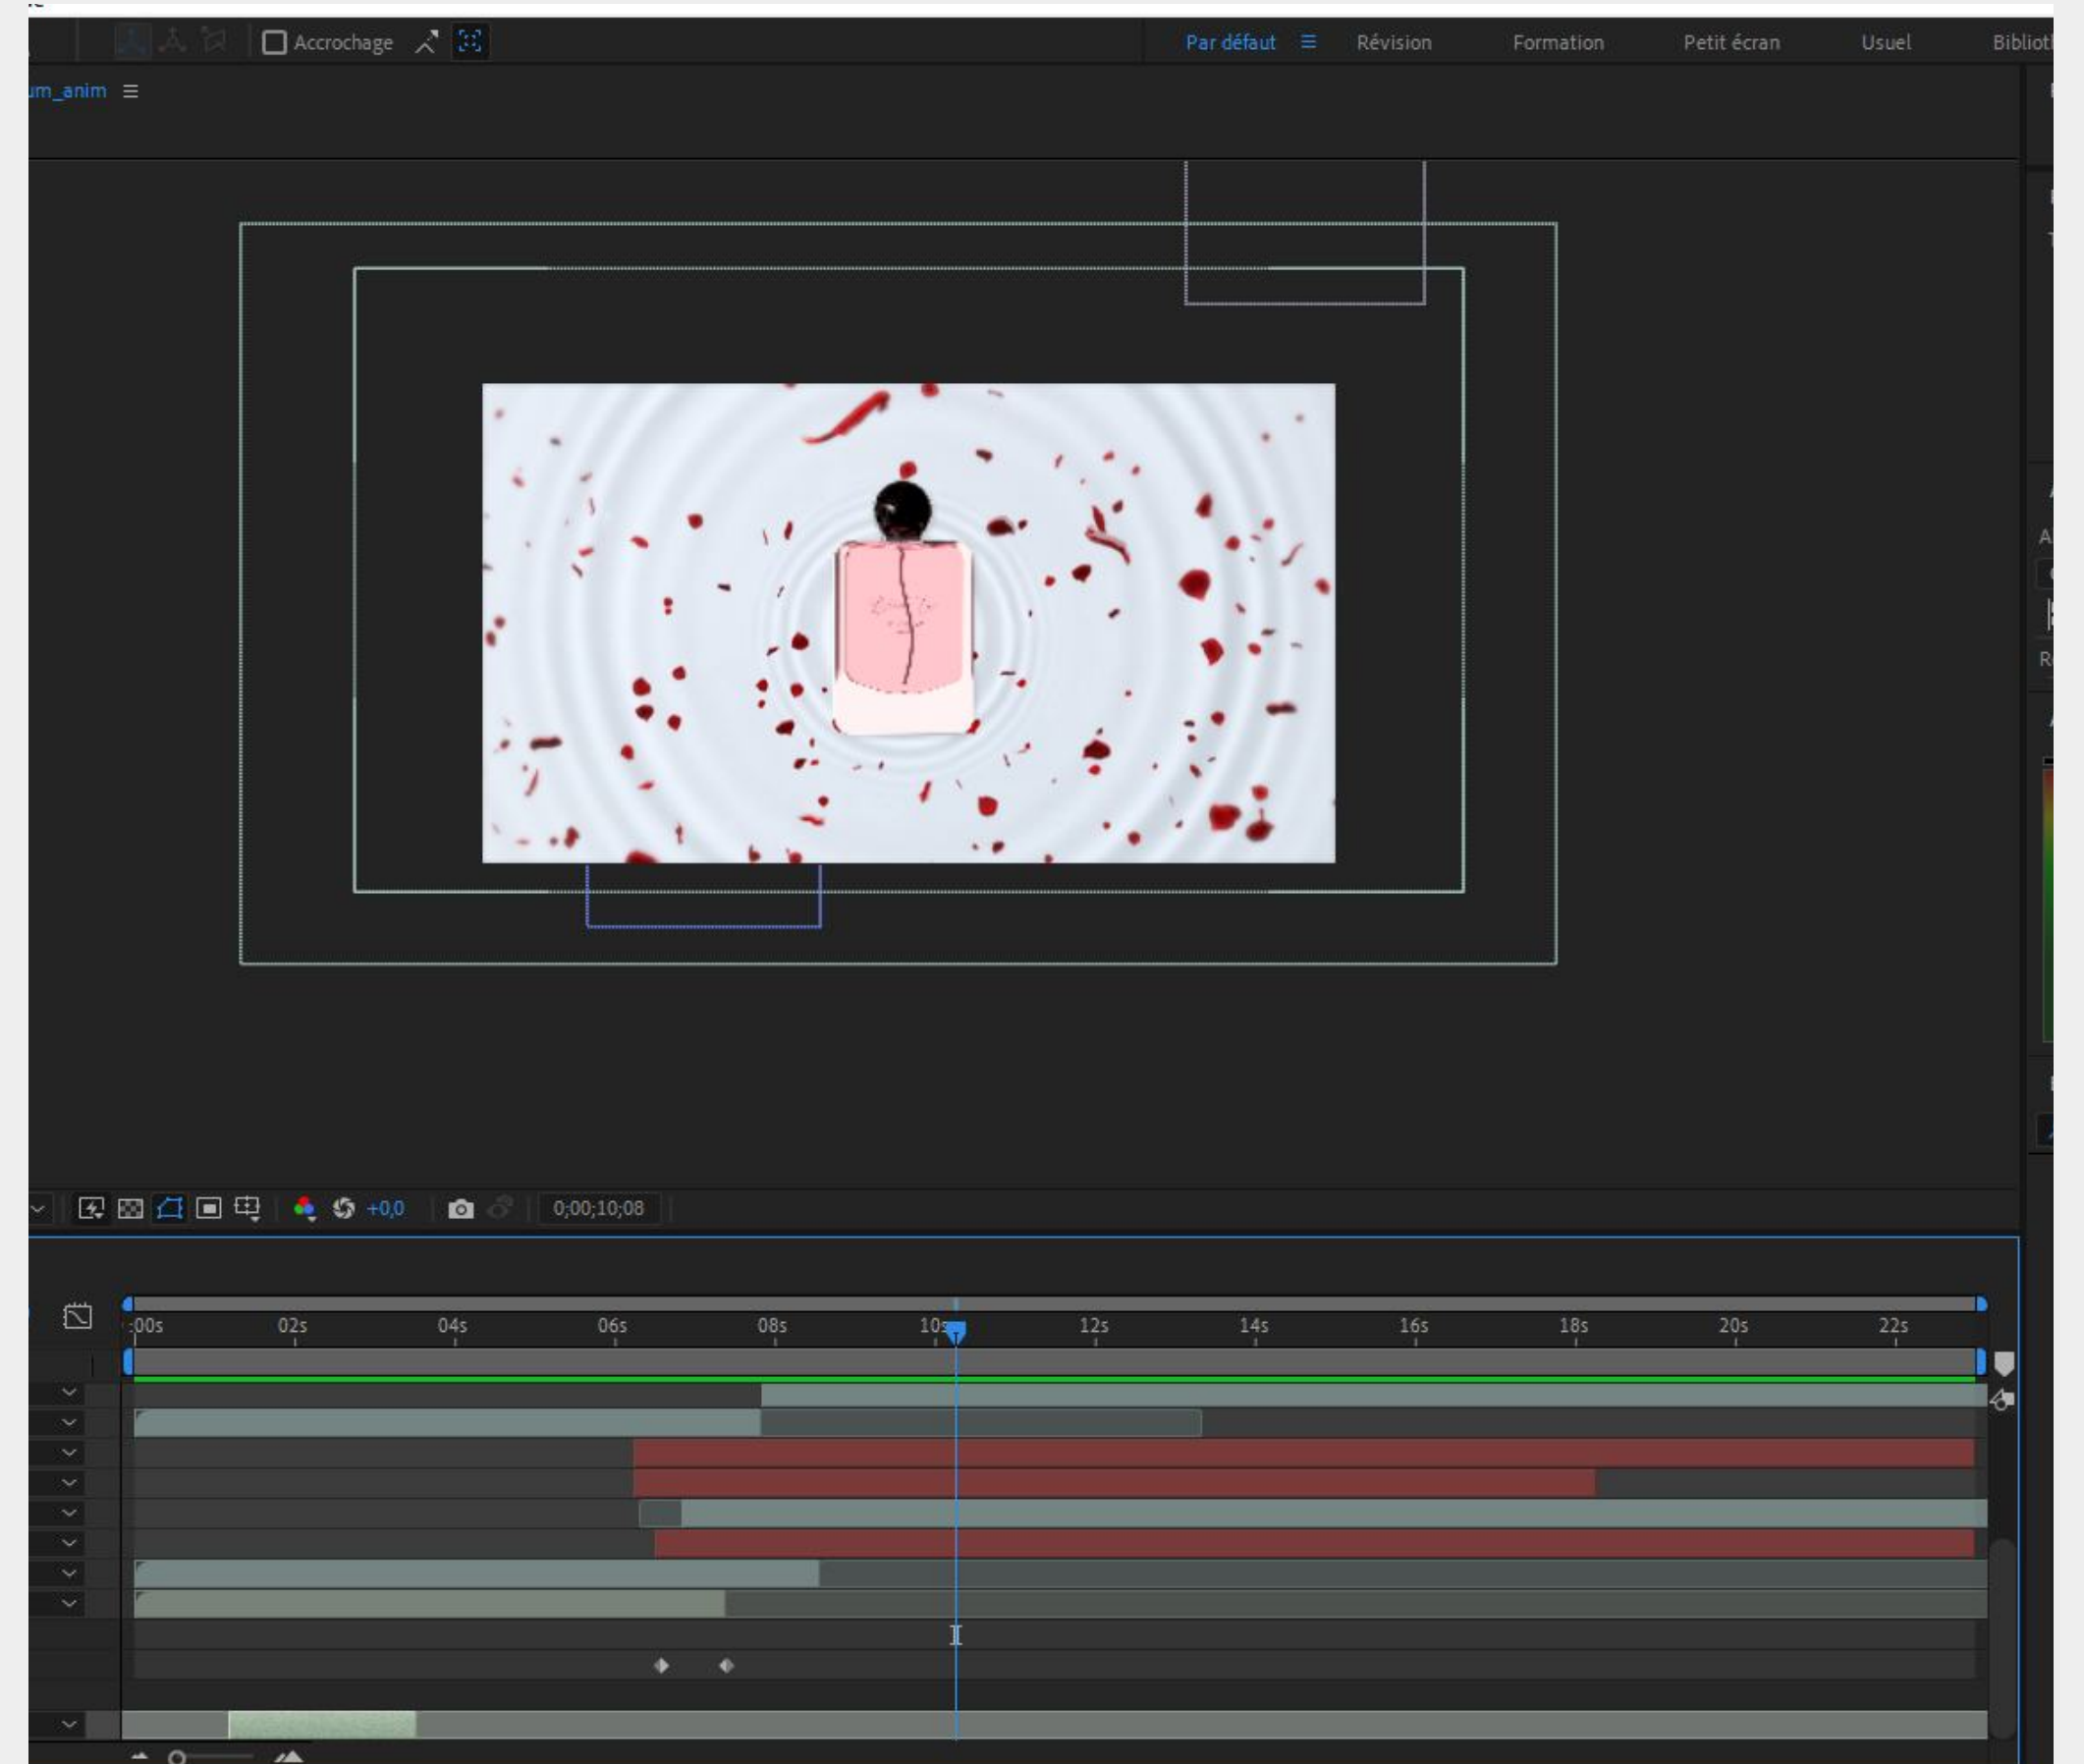 Accrochage
Par défaut
Révision
Formation
Petit écran
Usuel
um_anim
+0,0
0;00;10;08
:00s 02s 04s 06s 08s 10s 12s 14s 16s 18s 20s 22s